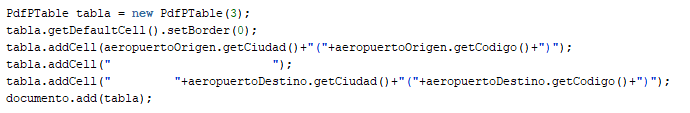 PdfPTable tabla = new PdfPTable(3);
tabla.getDefaultCell().setBorder(0);
tabla.addCell(aeropuertoOrigen.getCiudad()+"("+aeropuertoOrigen.getCodigo()+")");
tabla.addCell("                         ");
tabla.addCell("          "+aeropuertoDestino.getCiudad()+"("+aeropuertoDestino.getCodigo()+")");
documento.add(tabla);